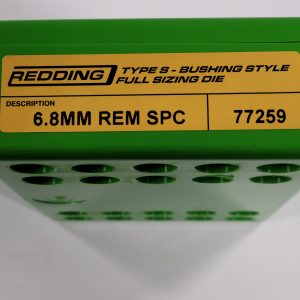 REDDING TYPE S - BUSHING STYLE
FULL SIZING DIE
DESCRIPTION
6.8MM REM SPC 77259